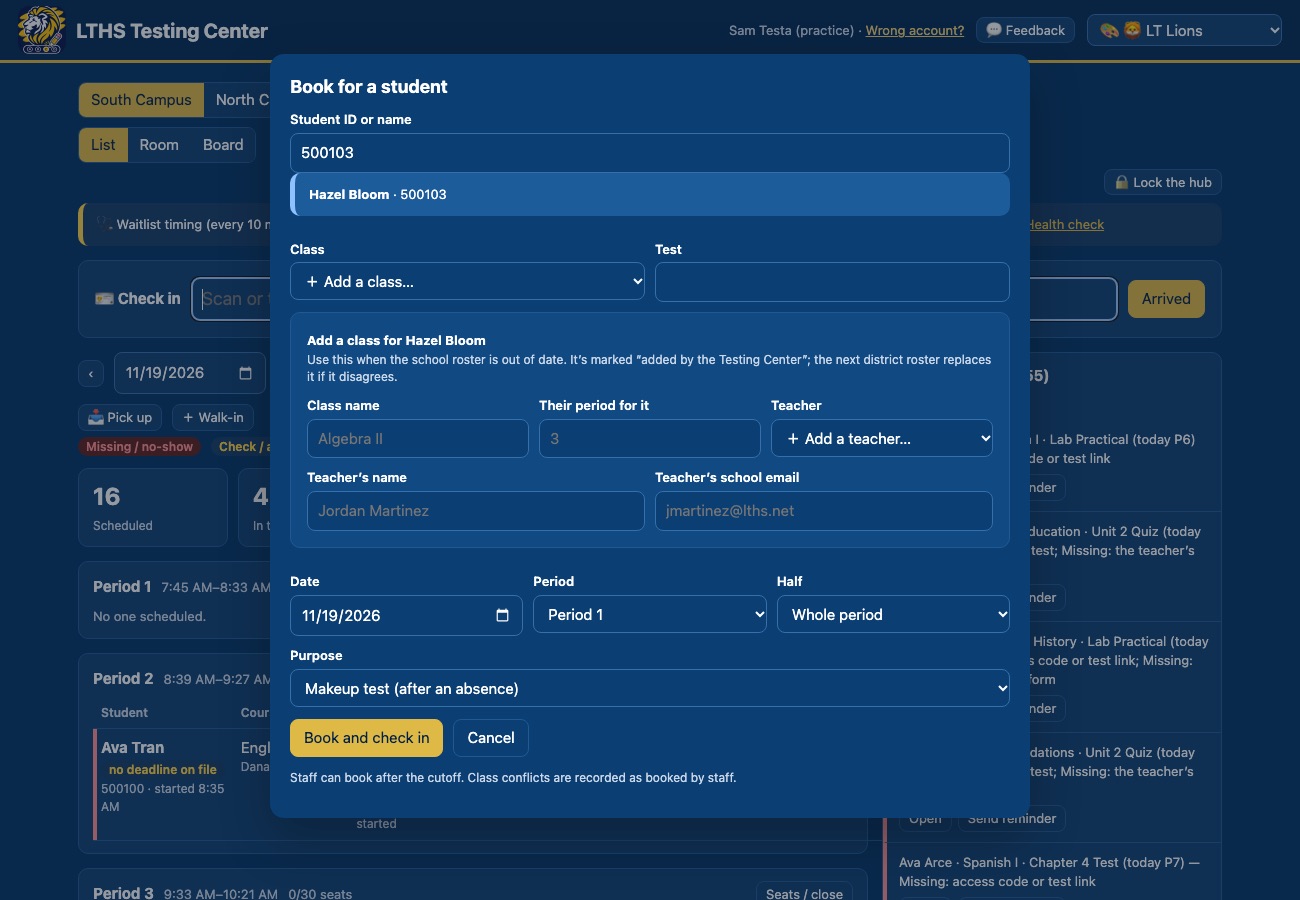 LTHS Testing Center
Sam Testa (practice) · Wrong account?
💬 Feedback
🎨 🦁 LT Lions
South Campus
North C
List
Room
Board
🔒 Lock the hub
Waitlist timing (every 10 m
Health check
Check in
Scan or t
Arrived
‹
11/19/2026
55)
📥 Pick up
+ Walk-in
Missing / no-show
Check / a
16
Scheduled
4
In t
Period 1 7:45 AM–8:33 AM
No one scheduled.
Period 2 8:39 AM–9:27 AM
Student
Cour
Ava Tran
Engl
no deadline on file
Dana
500100 · started 8:35
AM
started
Period 3 9:33 AM–10:21 AM 0/30 seats
Seats / close
Book for a student
Student ID or name
500103
Hazel Bloom · 500103
Class
Test
+ Add a class...
Add a class for Hazel Bloom
Use this when the school roster is out of date. It’s marked “added by the Testing Center”; the next district roster replaces
it if it disagrees.
Class name
Their period for it
Teacher
Algebra II
3
+ Add a teacher...
Teacher’s name
Teacher’s school email
Jordan Martinez
jmartinez@lths.net
Date
Period
Half
11/19/2026
Period 1
Whole period
Purpose
Makeup test (after an absence)
Book and check in
Cancel
Staff can book after the cutoff. Class conflicts are recorded as booked by staff.
I · Lab Practical (today P6)
de or test link
nder
ducation · Unit 2 Quiz (today
test; Missing: the teacher’s
nder
History · Lab Practical (today
s code or test link; Missing:
form
nder
dations · Unit 2 Quiz (today
test; Missing: the teacher’s
Open
Send reminder
Ava Arce · Spanish I · Chapter 4 Test (today P7) —
Missing: access code or test link